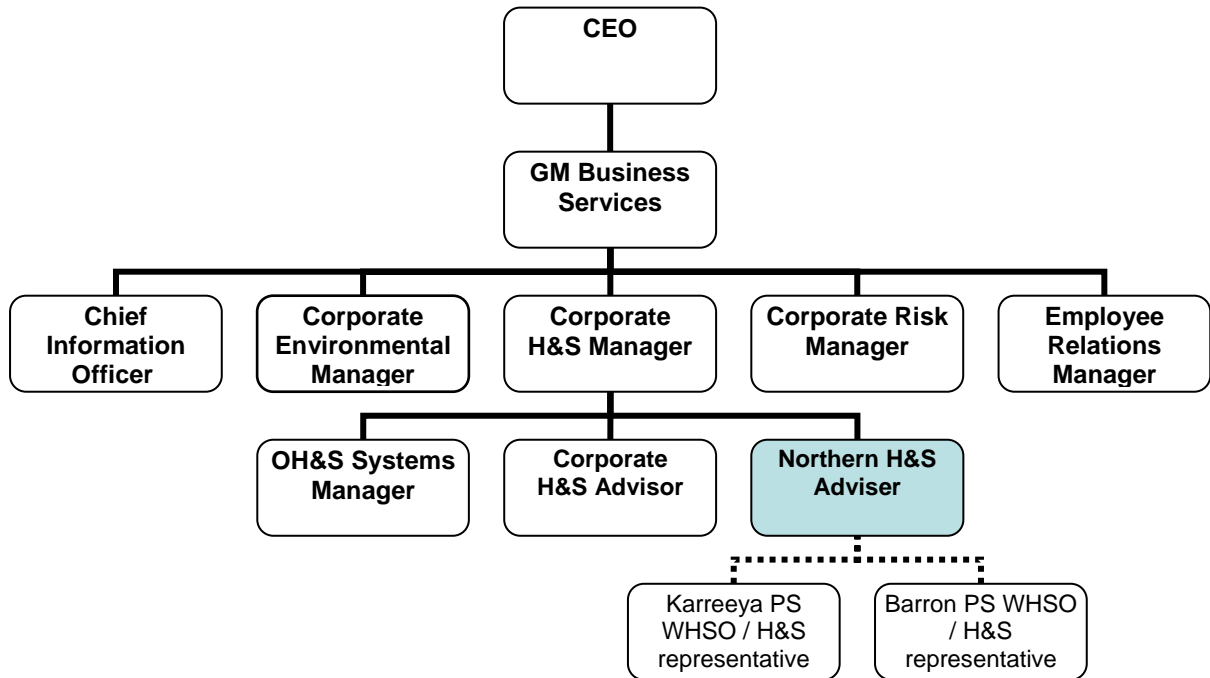 CEO
GM Business
Services
Chief
Information
Officer
Corporate
Environmental
Manager
Corporate
H&S Manager
Corporate Risk
Manager
Employee
Relations
Manager
OH&S Systems
Manager
Corporate
H&S Advisor
Northern H&S
Adviser
Karreeya PS
WHSO / H&S
representative
Barron PS WHSO
/ H&S
representative